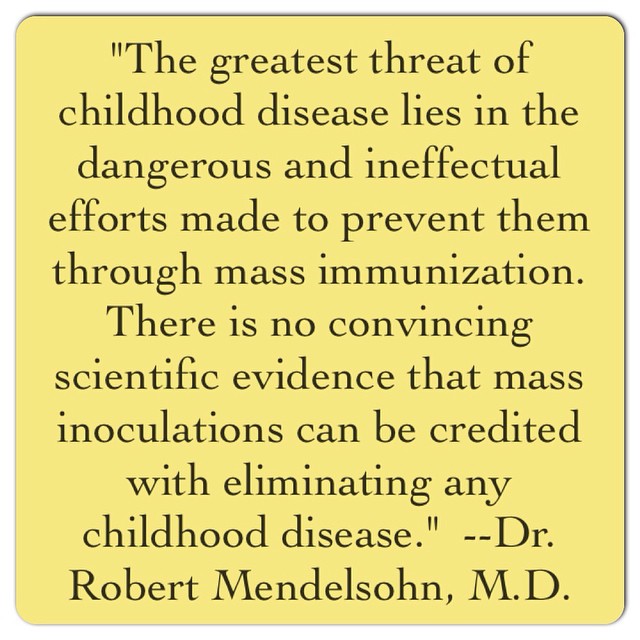 "The greatest threat of
childhood disease lies in the
dangerous and ineffectual
efforts made to prevent them
through mass immunization.
There is no convincing
scientific evidence that mass
inoculations can be credited
with eliminating any
childhood disease."  --Dr.
Robert Mendelsohn, M.D.